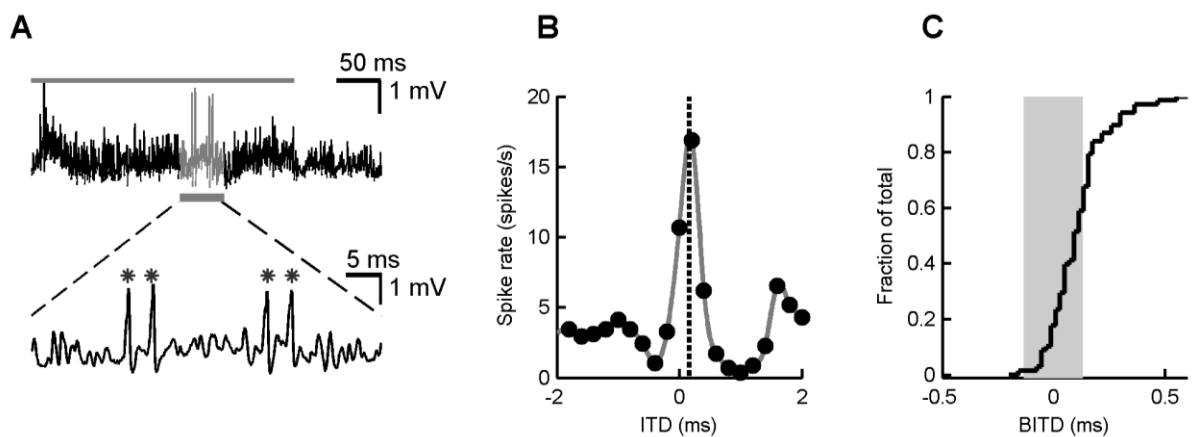 A
50 ms
1 mV
5 ms
1 mV
* * * *
B
20
15
10
5
0
Spike rate (spikes/s)
-2 0 2
ITD (ms)
C
1
0.8
0.6
0.4
0.2
0
Fraction of total
-0.5 0 0.5
BITD (ms)